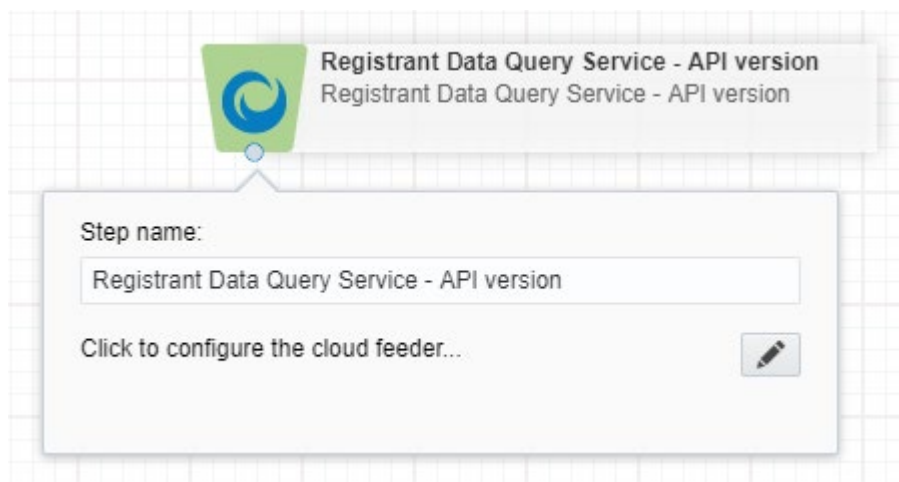 Registrant Data Query Service - API version
Registrant Data Query Service - API version
Step name:
Registrant Data Query Service - API version
Click to configure the cloud feeder...